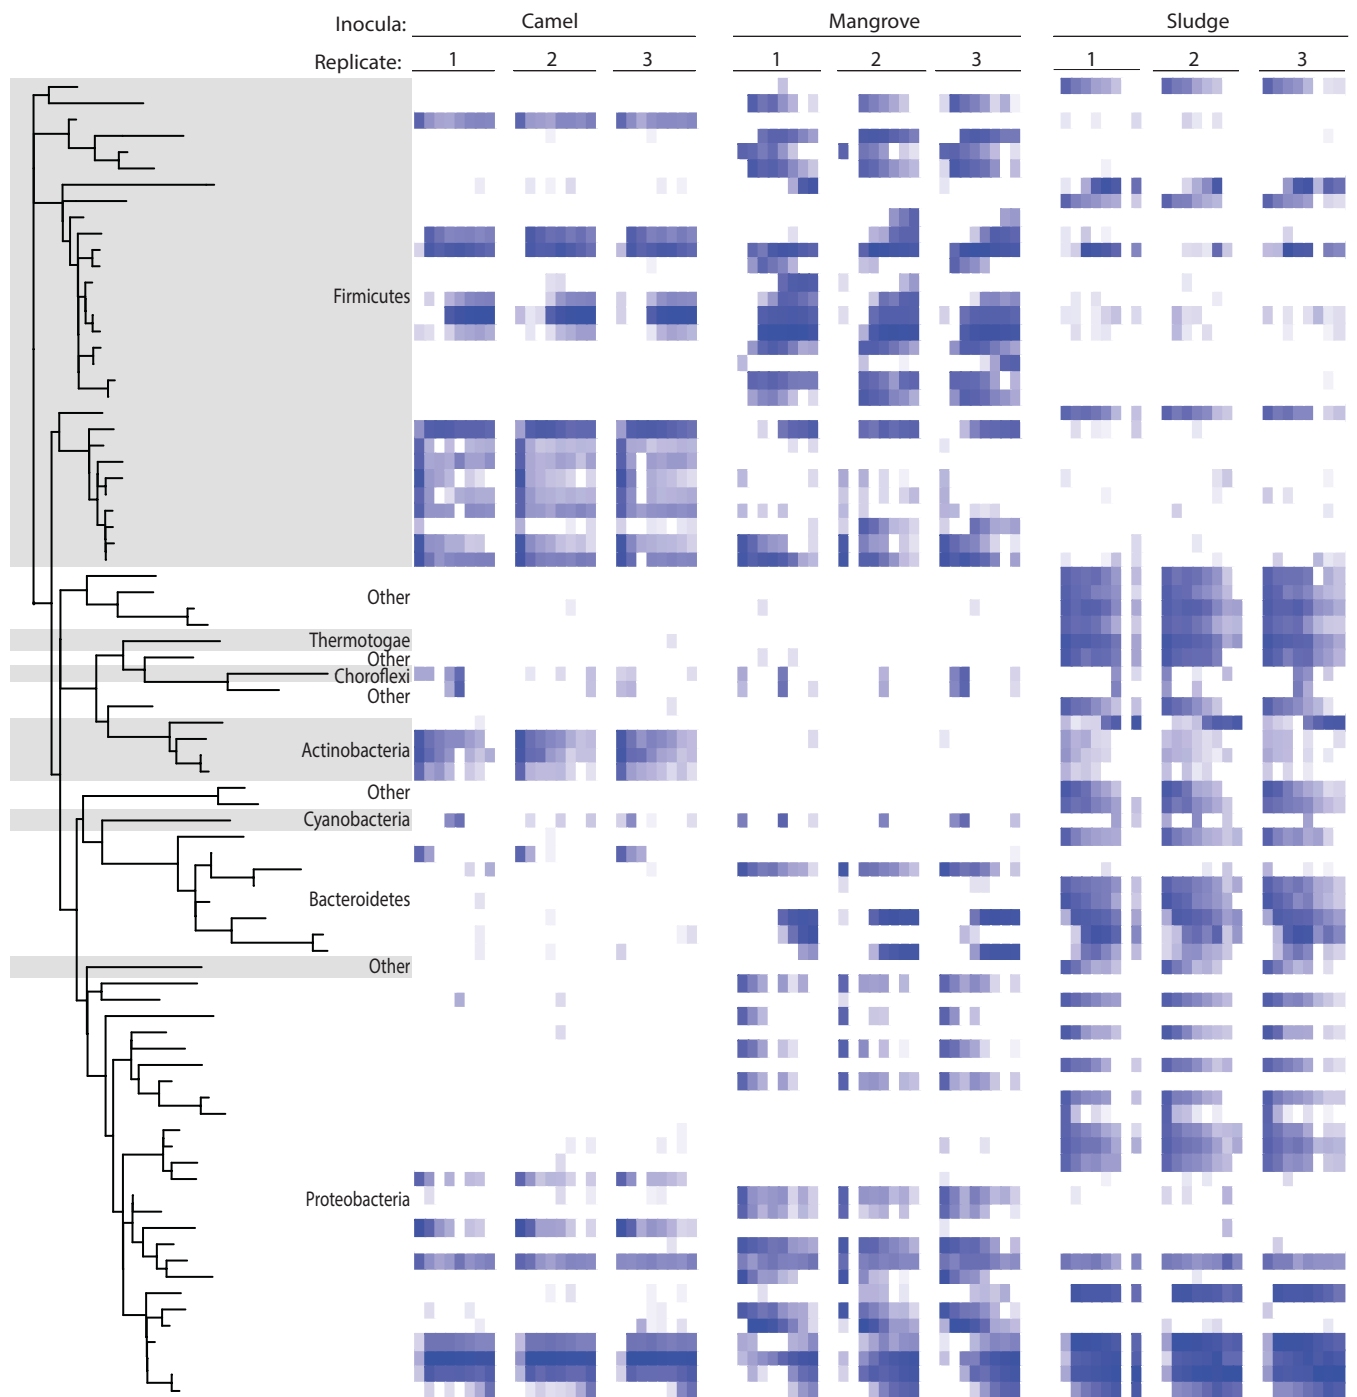 Inocula: Camel Mangrove Sludge
Replicate: 1 2 3 1 2 3 1 2 3
Firmicutes
Other
Thermotogae
Other
Choroflexi
Other
Actinobacteria
Other
Cyanobacteria
Bacteroidetes
Other
Proteobacteria